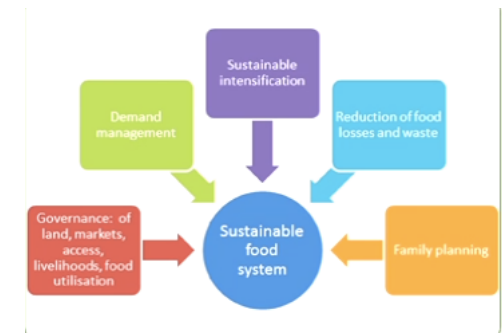 Sustainable
intensification
Demand
management
Reduction of food
losses and waste
Governance: of
land, markets,
access,
livelihoods, food
utilisation
Sustainable
food
system
Family planning